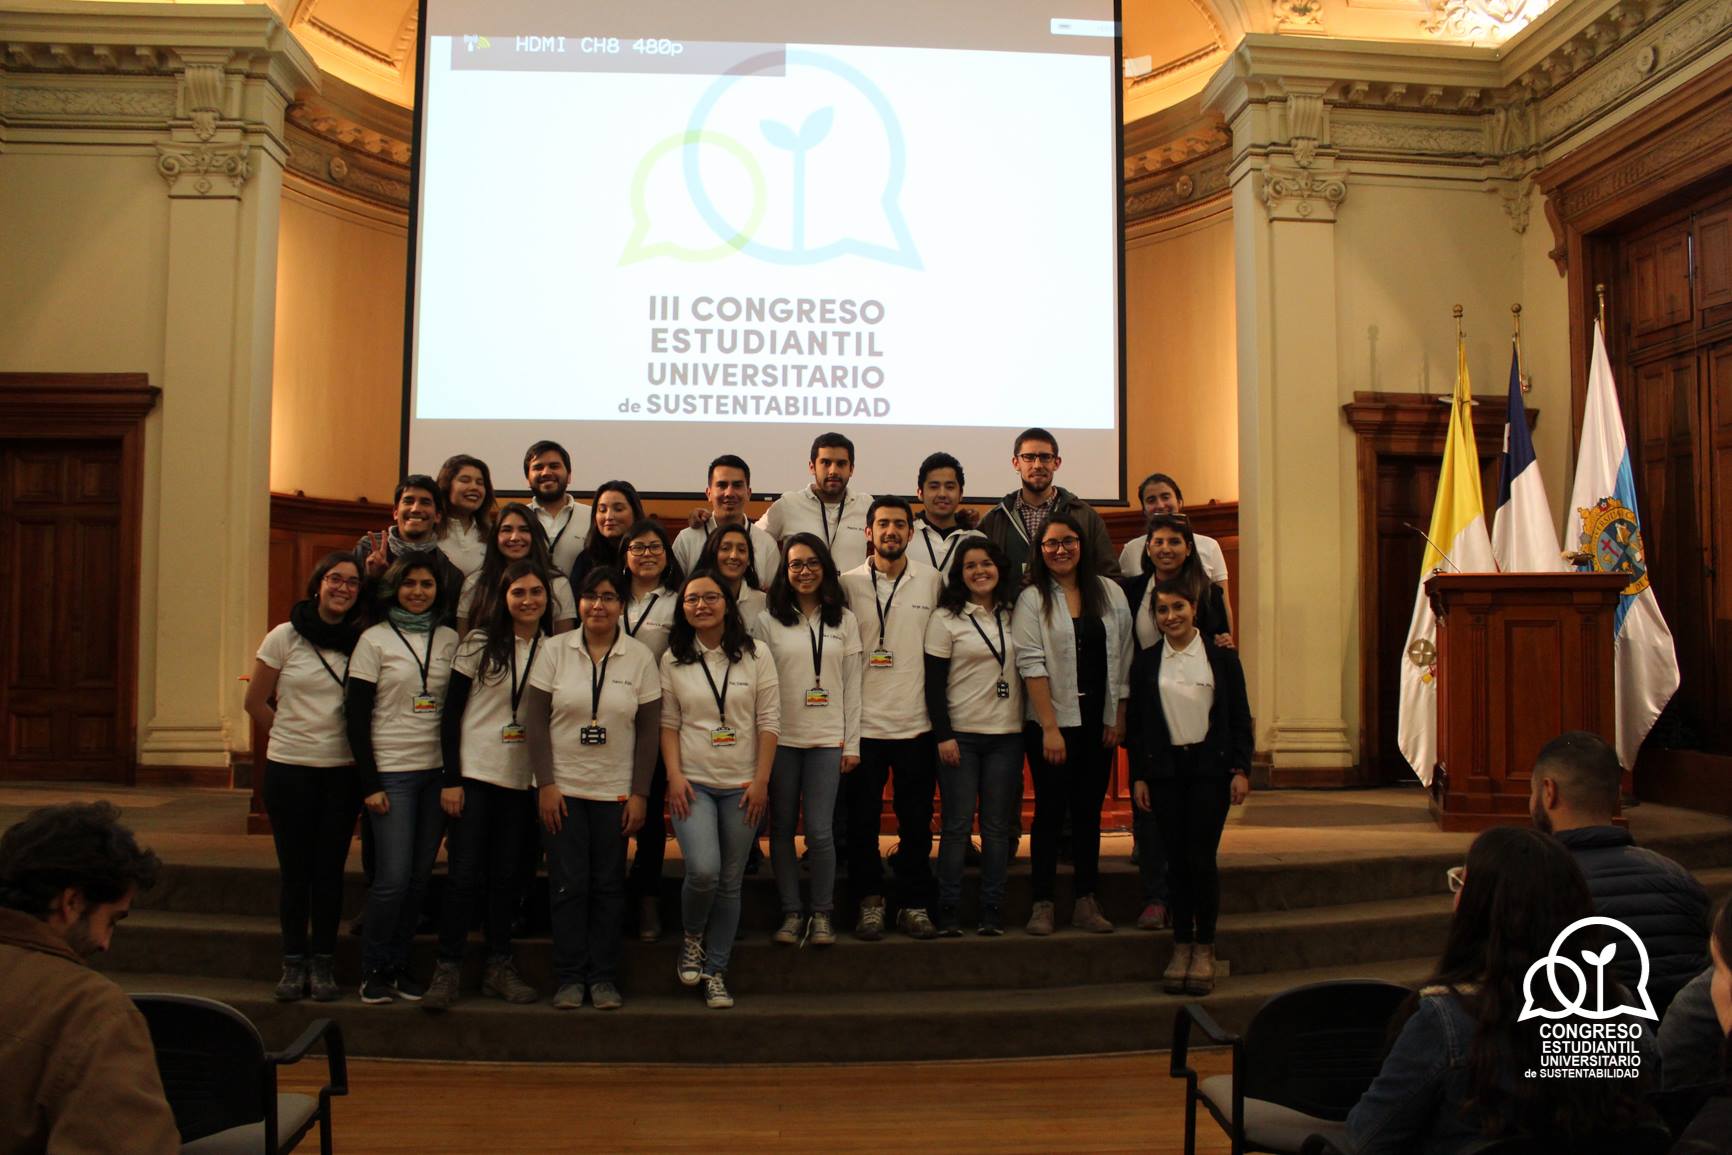 HDMI CH8 480p
III CONGRESO
ESTUDIANTIL
UNIVERSITARIO
de SUSTENTABILIDAD
CONGRESO
ESTUDIANTIL
UNIVERSITARIO
de SUSTENTABILIDAD